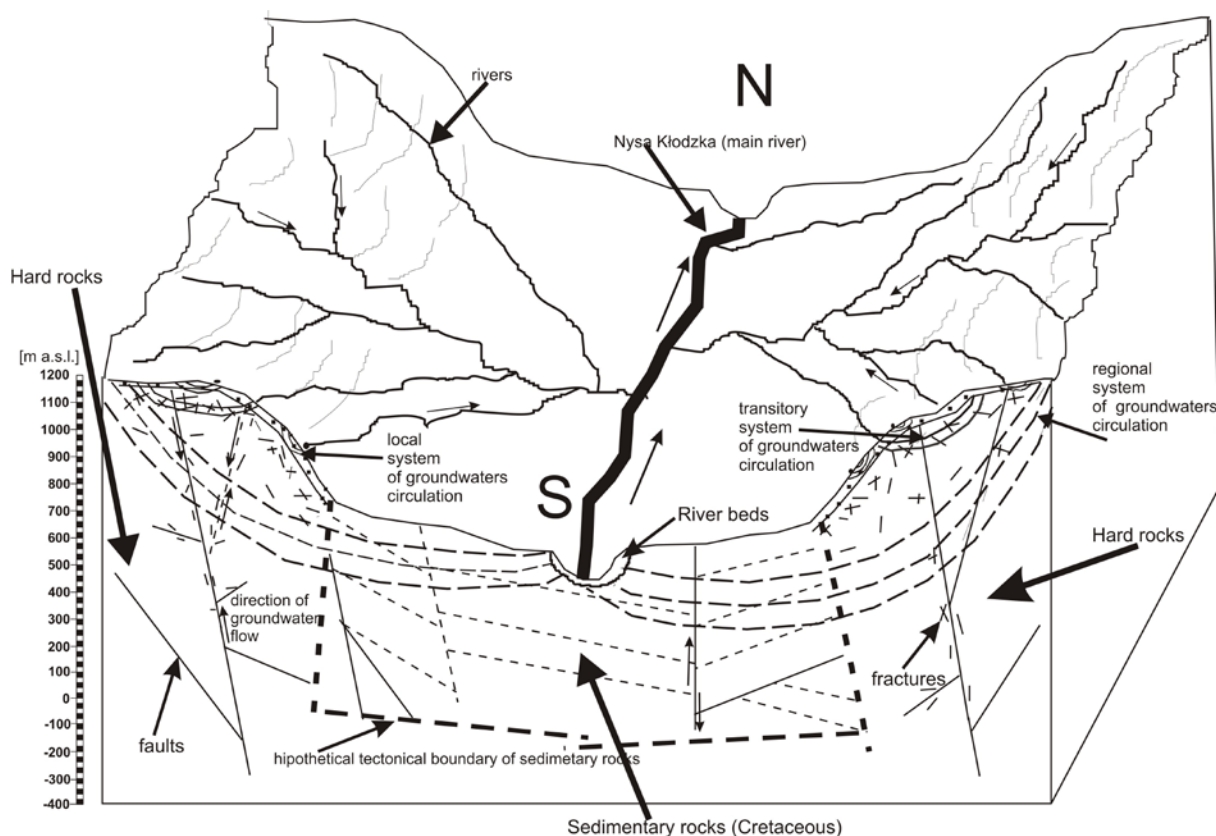 N
rivers
Nysa Kłodzka (main river)
Hard rocks
[m a.s.l.]
1200
1100
1000
900
800
700
600
500
400
300
200
100
0
-100
-200
-300
-400
regional
system
of groundwaters
circulation
transitory
system
of groundwaters
circulation
local
system
of groundwaters
circulation
S
River beds
Hard rocks
direction of
groundwater
flow
fractures
faults
hipothetical tectonical boundary of sedimetary rocks
Sedimentary rocks (Cretaceous)